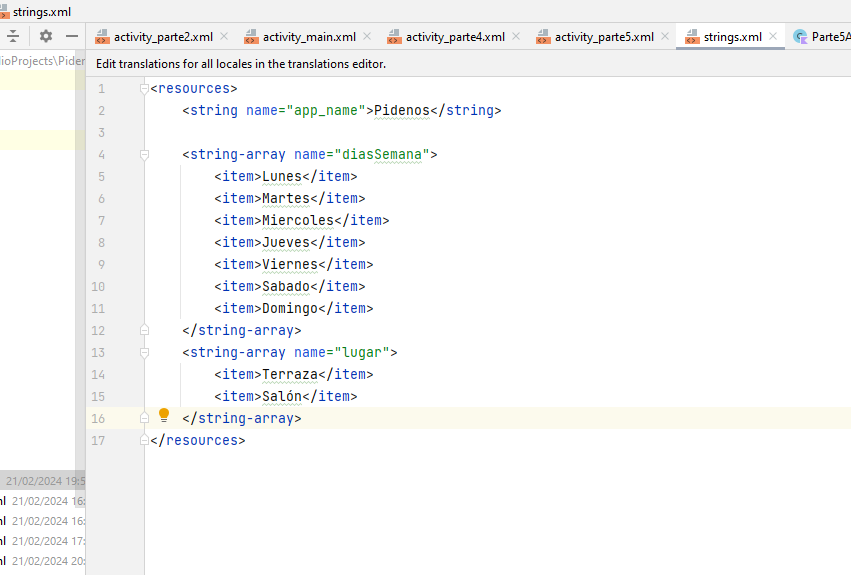 strings.xml
activity_parte2.xml activity_main.xml activity_parte4.xml activity_parte5.xml strings.xml Parte5A
ioProjects\Pider
Edit translations for all locales in the translations editor.
1 <resources>
2 <string name="app_name">Pidenos</string>
3
4 <string-array name="diasSemana">
5 <item>Lunes</item>
6 <item>Martes</item>
7 <item>Miercoles</item>
8 <item>Jueves</item>
9 <item>Viernes</item>
10 <item>Sabado</item>
11 <item>Domingo</item>
12 </string-array>
13 <string-array name="lugar">
14 <item>Terraza</item>
15 <item>Salón</item>
16 </string-array>
17 </resources>
21/02/2024 19:5
nl 21/02/2024 16:
nl 21/02/2024 16:
nl 21/02/2024 17:
nl 21/02/2024 20: